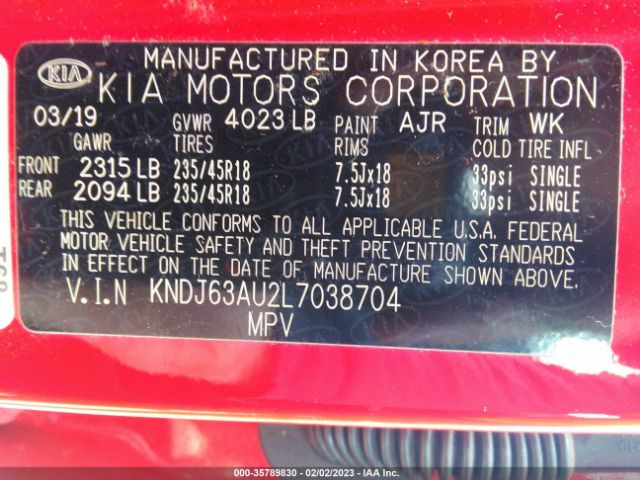 MANUFACTURED IN KOREA BY
KIA KIA MOTORS CORPORATION
03/19 GVWR 4023 LB PAINT AJR TRIM WK
GAWR TIRES RIMS COLD TIRE INFL
FRONT 2315 LB 235/45R18 7.5Jx18 33psi SINGLE
REAR 2094 LB 235/45R18 7.5Jx18 33psi SINGLE
THIS VEHICLE CONFORMS TO ALL APPLICABLE U.S.A. FEDERAL
MOTOR VEHICLE SAFETY AND THEFT PREVENTION STANDARDS
IN EFFECT ON THE DATE OF MANUFACTURE SHOWN ABOVE.
V.I.N KNDJ63AU2L7038704
MPV
000-35789830 - 02/02/2023 - IAA Inc.